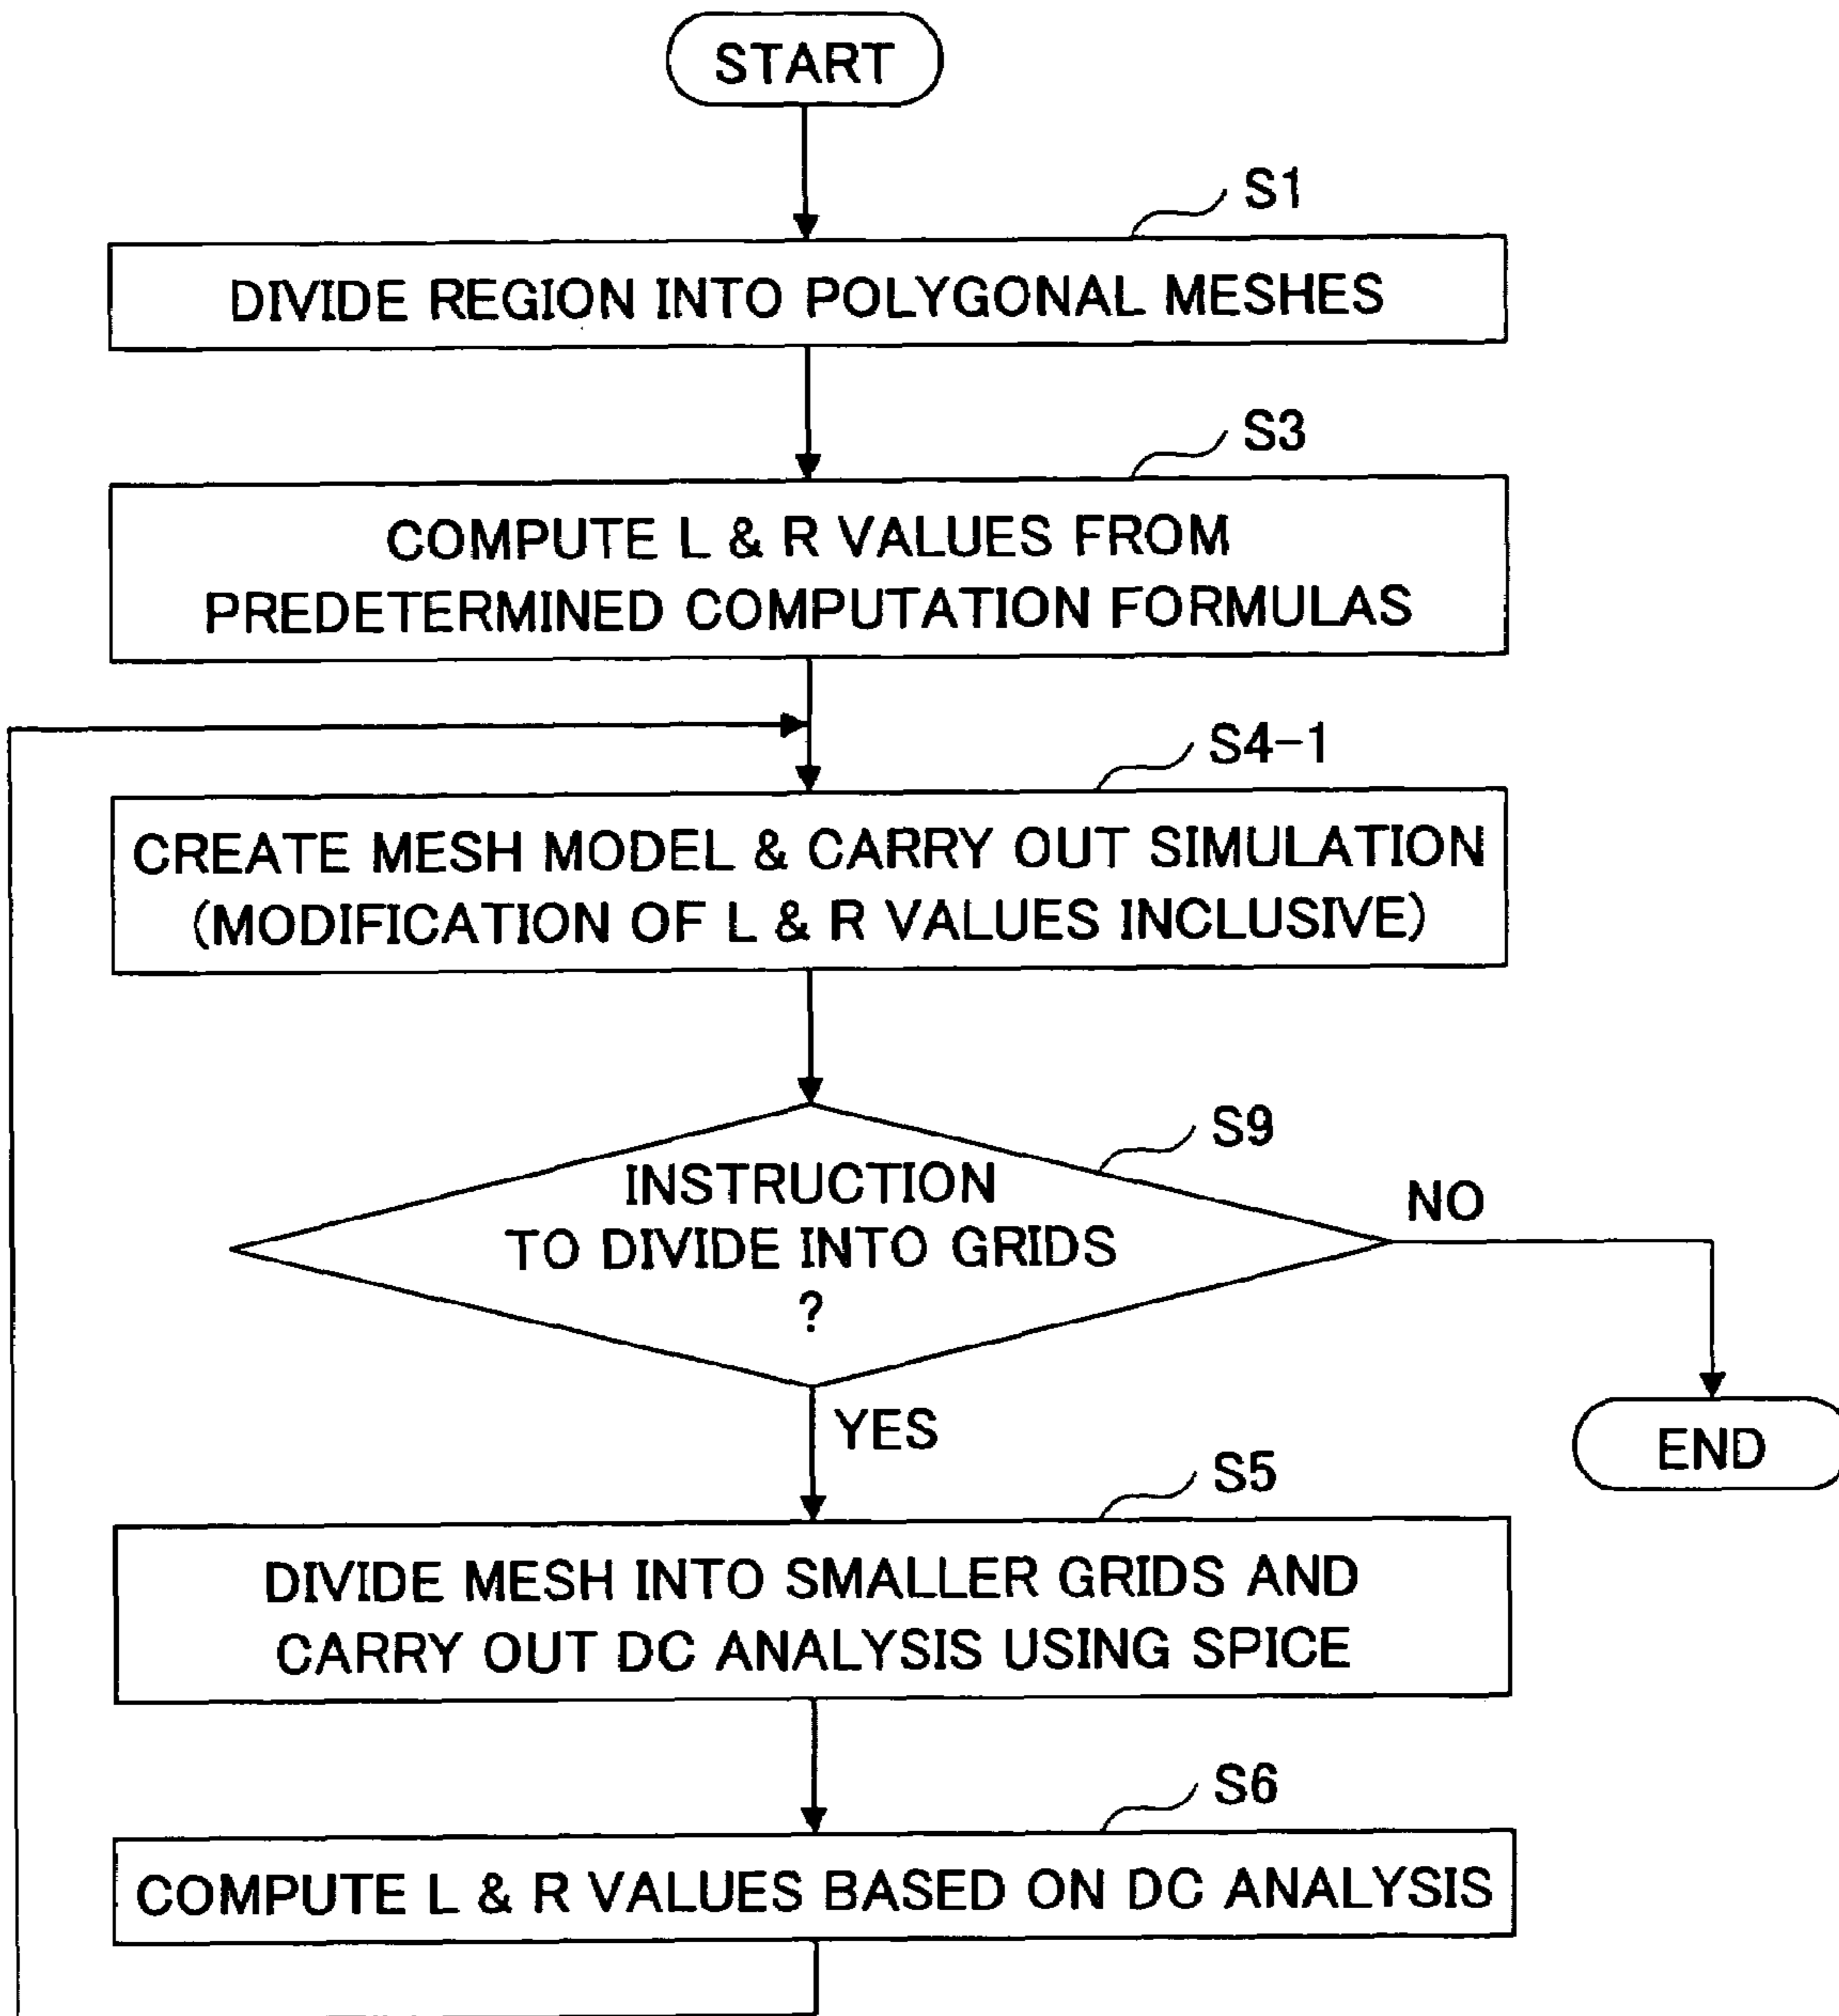 START
S1
DIVIDE REGION INTO POLYGONAL MESHES
S3
COMPUTE L & R VALUES FROM
PREDETERMINED COMPUTATION FORMULAS
S4-1
CREATE MESH MODEL & CARRY OUT SIMULATION
(MODIFICATION OF L & R VALUES INCLUSIVE)
S9
INSTRUCTION
TO DIVIDE INTO GRIDS
?
NO
YES
END
S5
DIVIDE MESH INTO SMALLER GRIDS AND
CARRY OUT DC ANALYSIS USING SPICE
S6
COMPUTE L & R VALUES BASED ON DC ANALYSIS